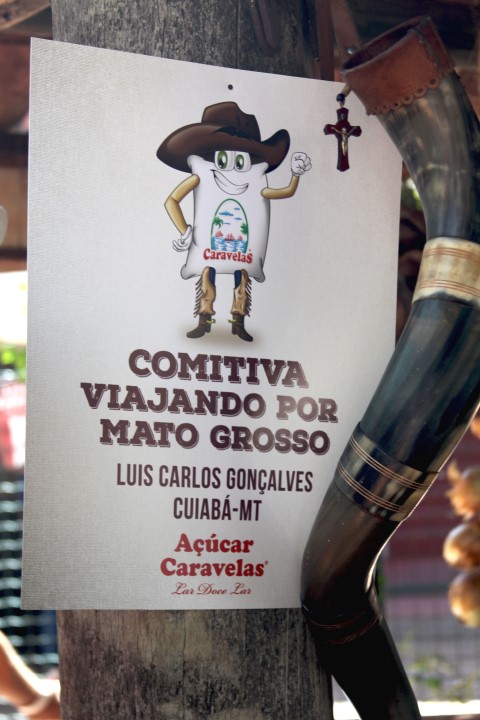 Caravelas
COMITIVA
VIAJANDO POR
MATO GROSSO
LUIS CARLOS GONÇALVES
CUIABÁ-MT
Açúcar
Caravelas®
Lar Doce Lar